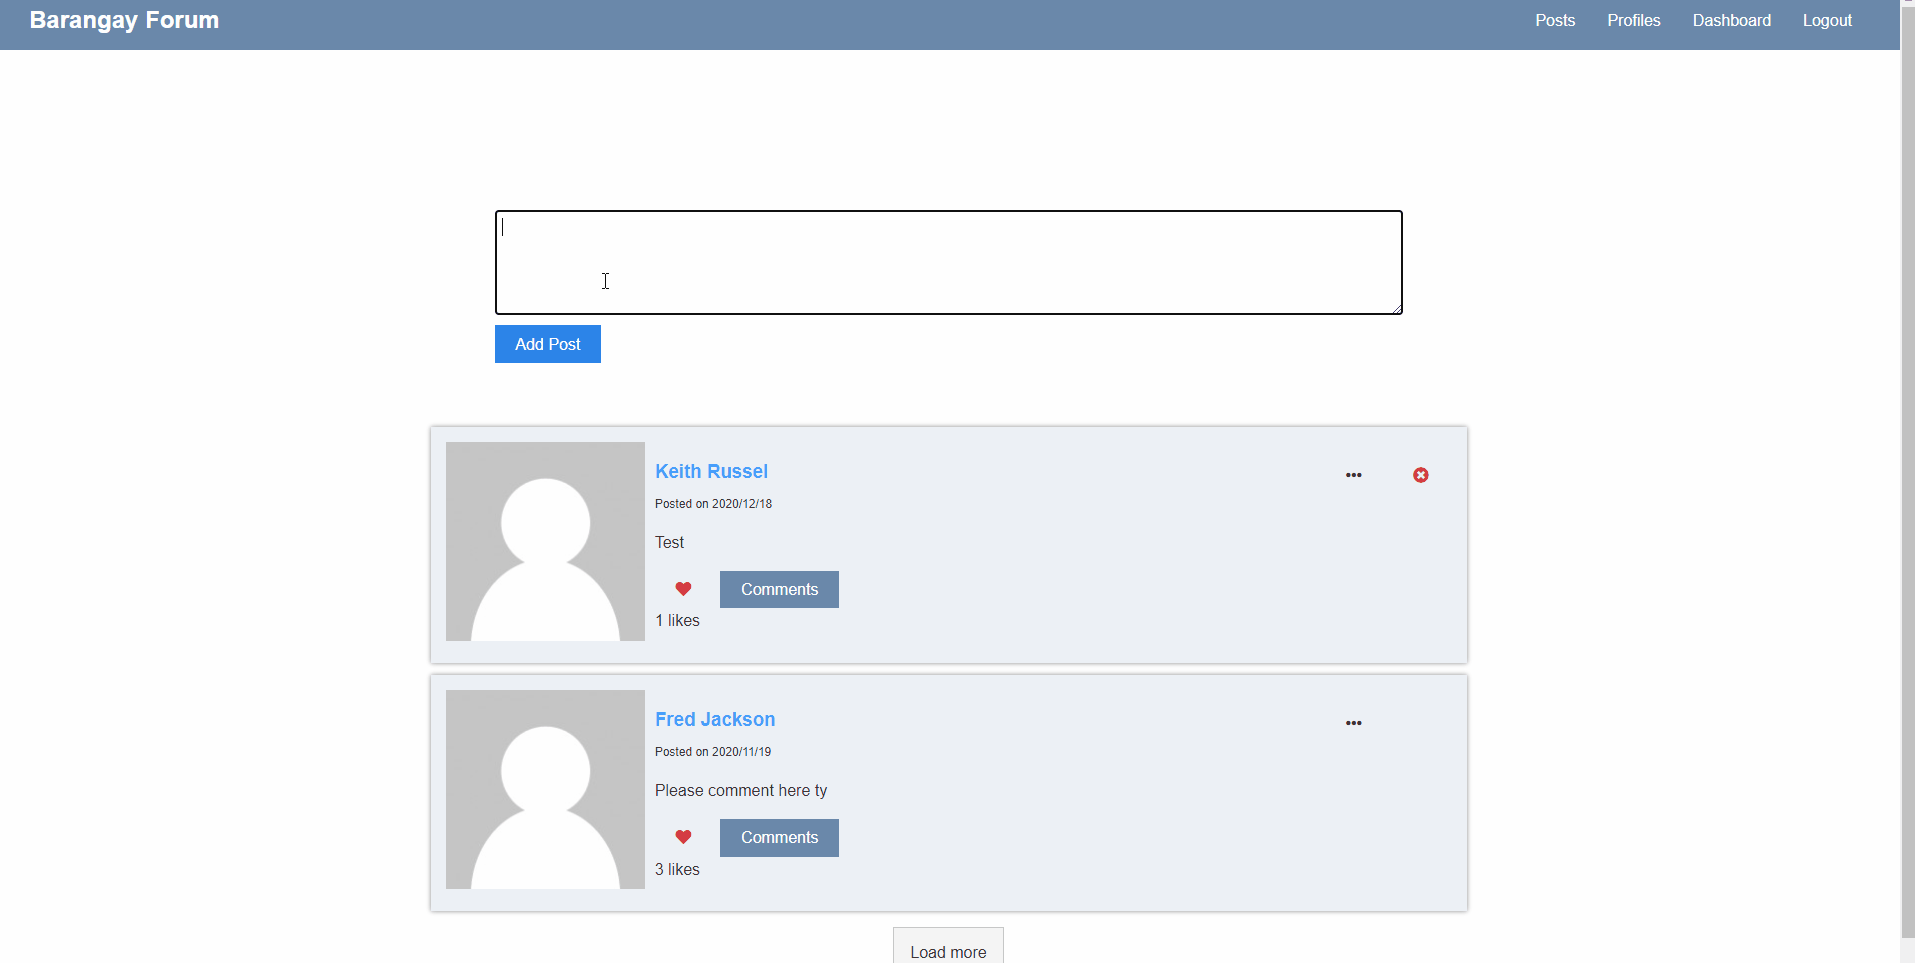 Barangay Forum
Posts Profiles Dashboard Logout
Add Post
Keith Russel
Posted on 2020/12/18
Test
Comments
1 likes
Fred Jackson
Posted on 2020/11/19
Please comment here ty
Comments
3 likes
Load more